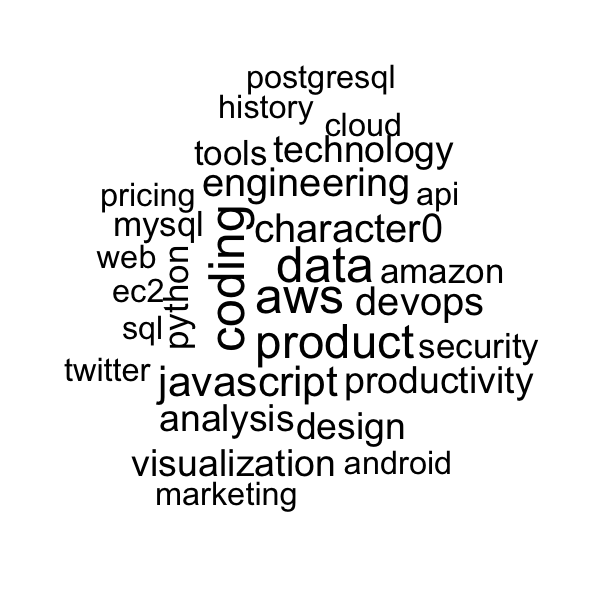 postgresql
history
cloud
tools technology
engineering
pricing api
mysql character0
coding
web data amazon
python
ec2 aws devops
sql product security
twitter javascript productivity
analysis design
visualization android
marketing